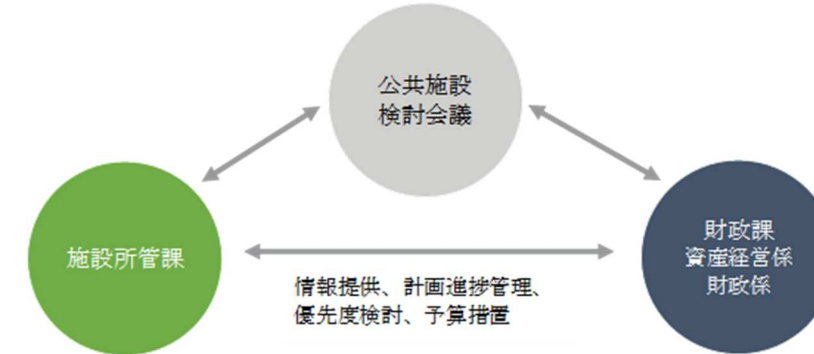 公共施設
検討会議
施設所管課
財政課
資産経営係
財政係
情報提供、計画進捗管理、
優先度検討、予算措置